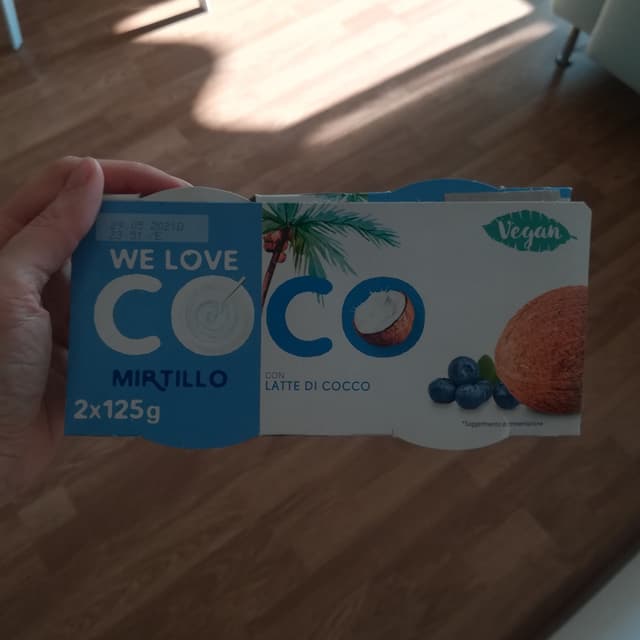 WE LOVE
COCO
MIRTILLO
2x125g
CON
LATTE DI COCCO
Vegan